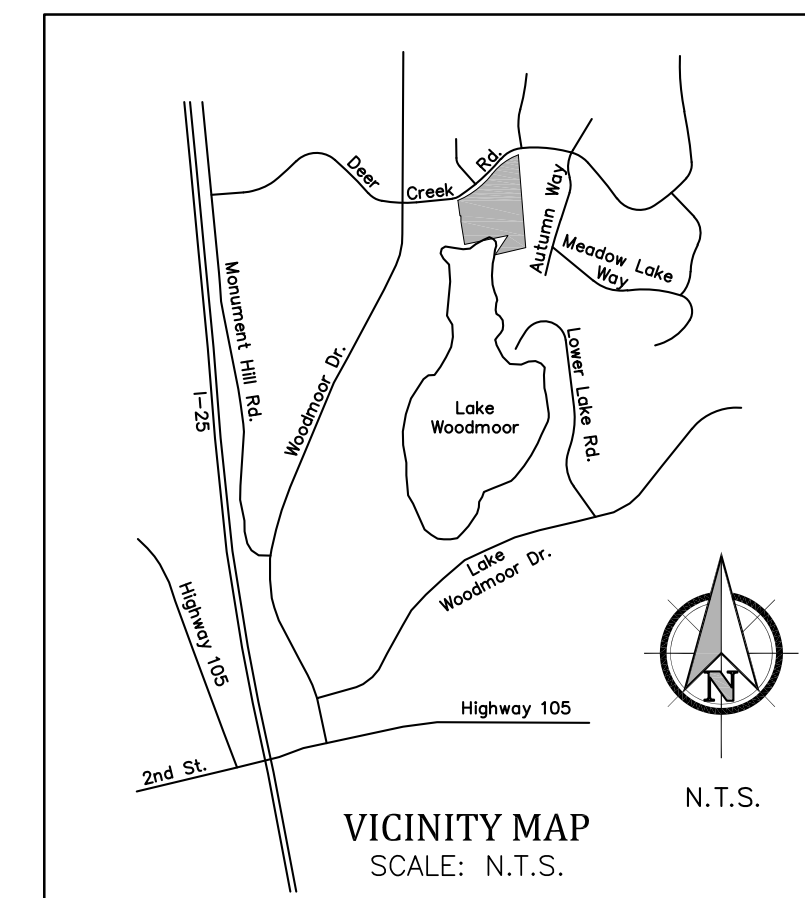 Deer
Creek
Rd.
Autumn Way
Meadow Lake
Way
Monument Hill Rd.
I-25
Woodmoor Dr.
Lower Lake Rd.
Lake
Woodmoor
Lake
Woodmoor Dr.
Highway 105
Highway 105
2nd St.
N
N.T.S.
VICINITY MAP
SCALE: N.T.S.